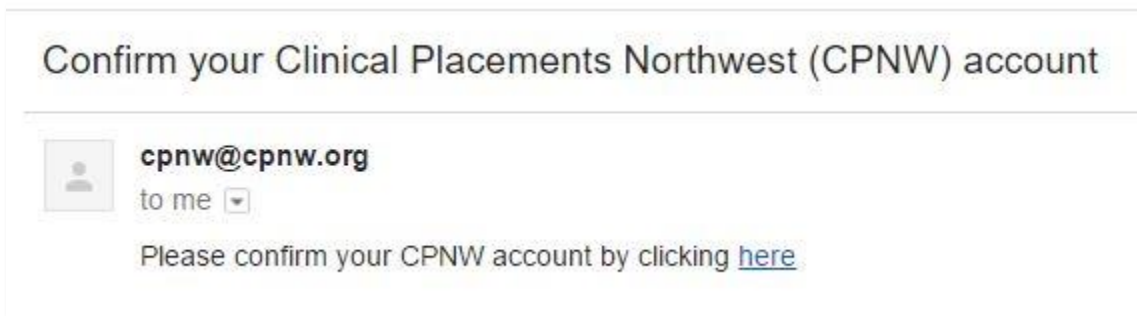 Confirm your Clinical Placements Northwest (CPNW) account
cpnw@cpnw.org
to me
Please confirm your CPNW account by clicking here